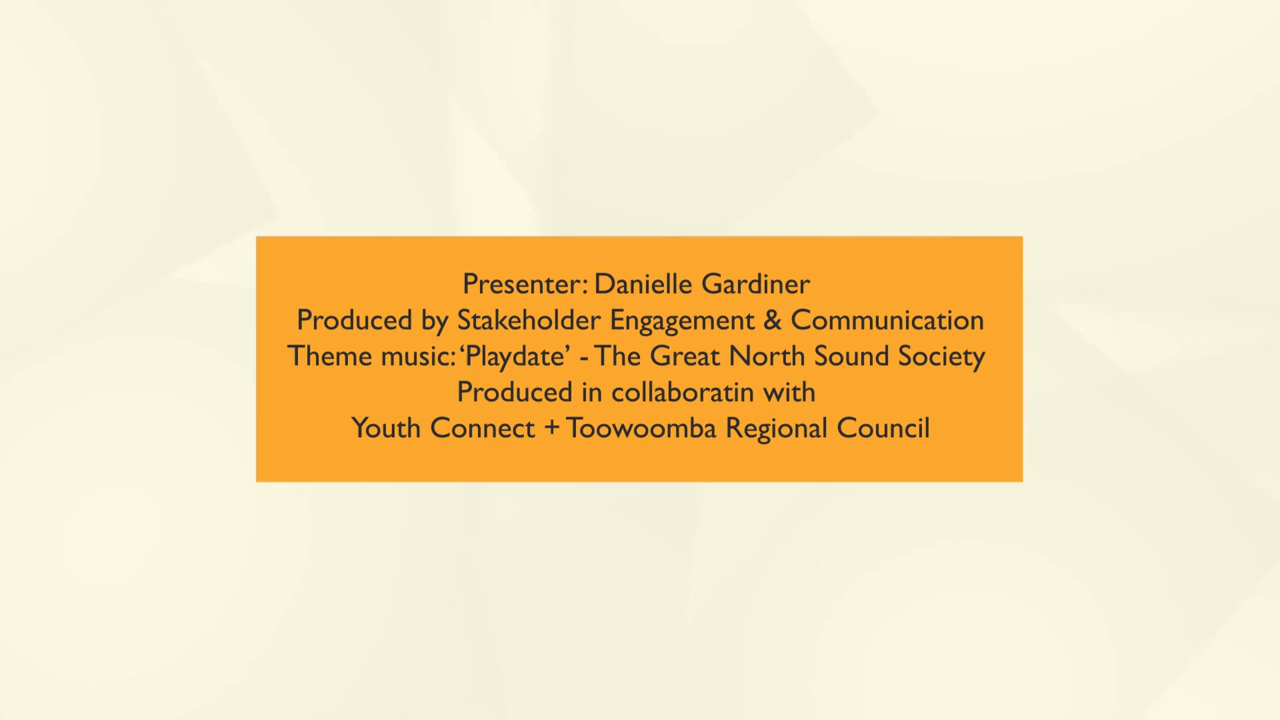 Presenter: Danielle Gardiner
Produced by Stakeholder Engagement & Communication
Theme music: ‘Playdate’ - The Great North Sound Society
Produced in collaboratin with
Youth Connect + Toowoomba Regional Council